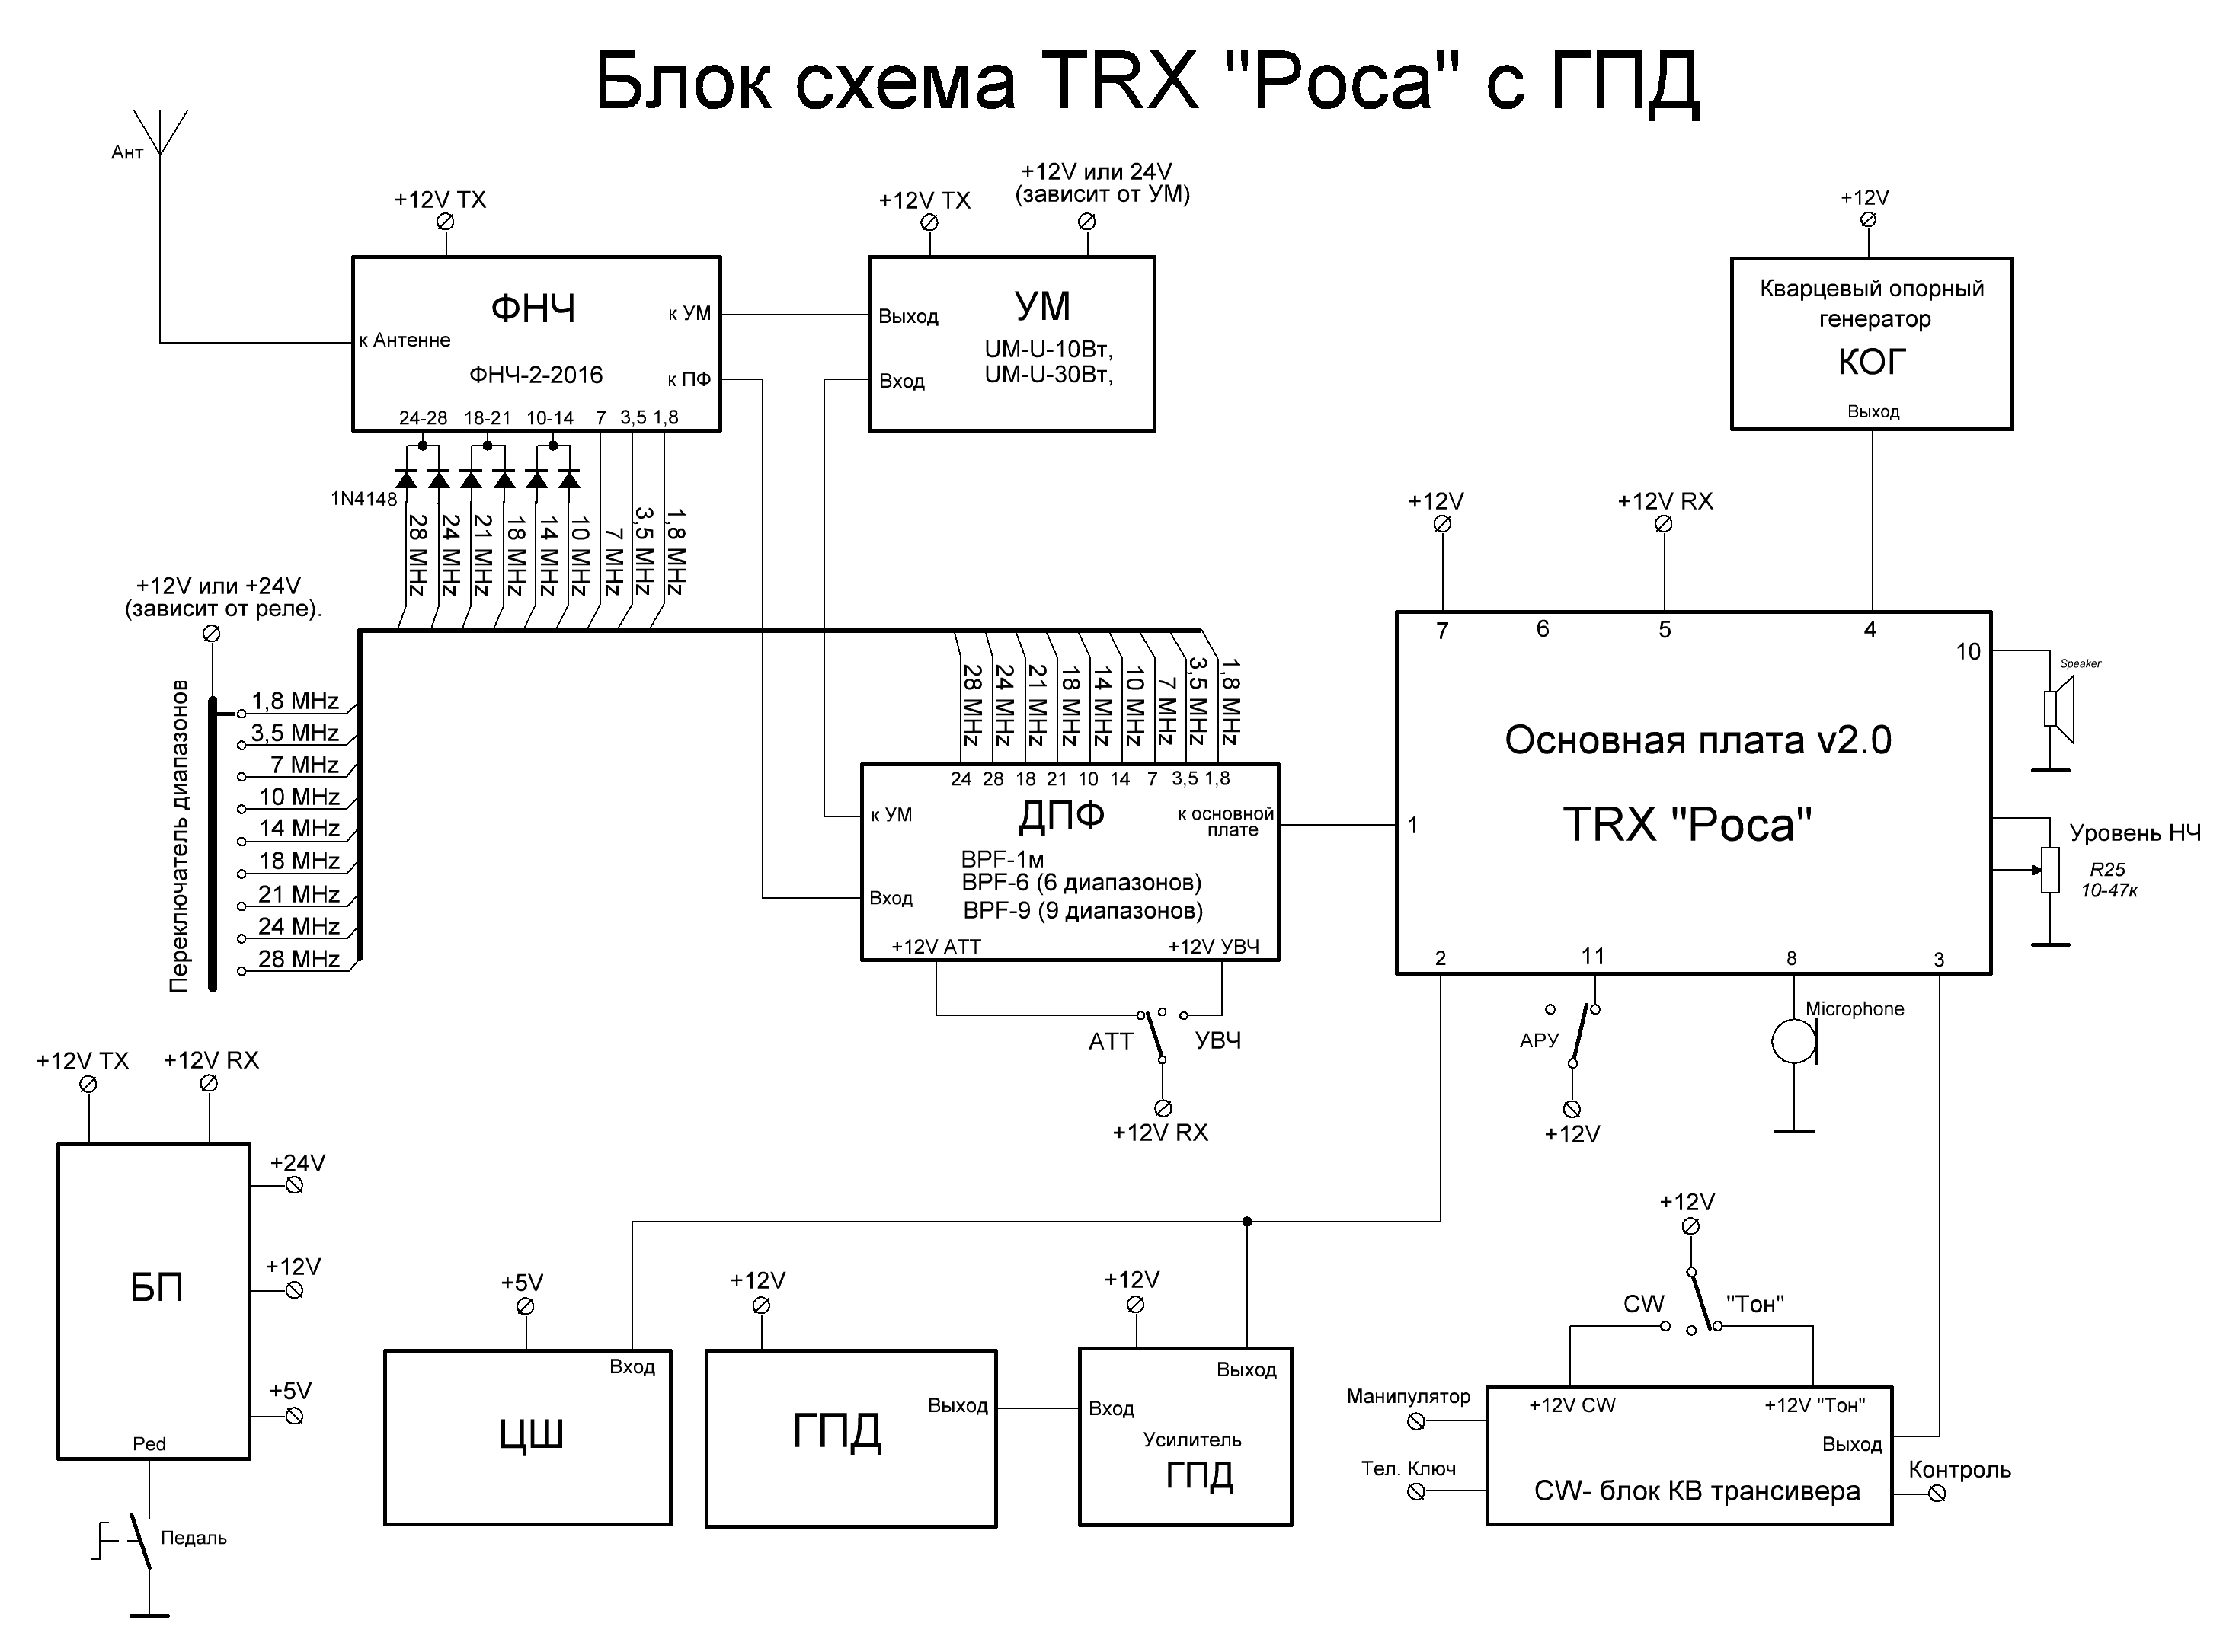 Блок схема TRX "Роса" с ГПД
Ант
+12V TX
+12V TX
+12V или 24V
(зависит от УМ)
+12V
ФНЧ
к УМ
к Антенне
ФНЧ-2-2016
к ПФ
24-28
18-21
10-14
7
3,5
1,8
УМ
Выход
UM-U-10Вт,
Вход
UM-U-30Вт,
Кварцевый опорный
генератор
КОГ
Выход
1N4148
28 MHz
24 MHz
21 MHz
18 MHz
14 MHz
10 MHz
7 MHz
3,5 MHz
1,8 MHz
+12V
+12V RX
+12V или +24V
(зависит от реле).
Переключатель диапазонов
1,8 MHz
3,5 MHz
7 MHz
10 MHz
14 MHz
18 MHz
21 MHz
24 MHz
28 MHz
28 MHz
24 MHz
21 MHz
18 MHz
14 MHz
10 MHz
7 MHz
3,5 MHz
1,8 MHz
24
28
18
21
10
14
7
3,5
1,8
ДПФ
к УМ
к основной
плате
BPF-1м
BPF-6 (6 диапазонов)
BPF-9 (9 диапазонов)
Вход
+12V АТТ
+12V УВЧ
АТТ
УВЧ
+12V RX
7
6
5
4
10
Основная плата v2.0
TRX "Роса"
1
2
11
8
3
Speaker
Уровень НЧ
R25
10-47к
АРУ
+12V
Microphone
+12V TX
+12V RX
+24V
+12V
+5V
БП
Ped
Педаль
+5V
Вход
ЦШ
+12V
Выход
ГПД
+12V
Выход
Вход
Усилитель
ГПД
+12V
CW
"Тон"
Манипулятор
Тел. Ключ
+12V CW
+12V "Тон"
Выход
CW- блок КВ трансивера
Контроль